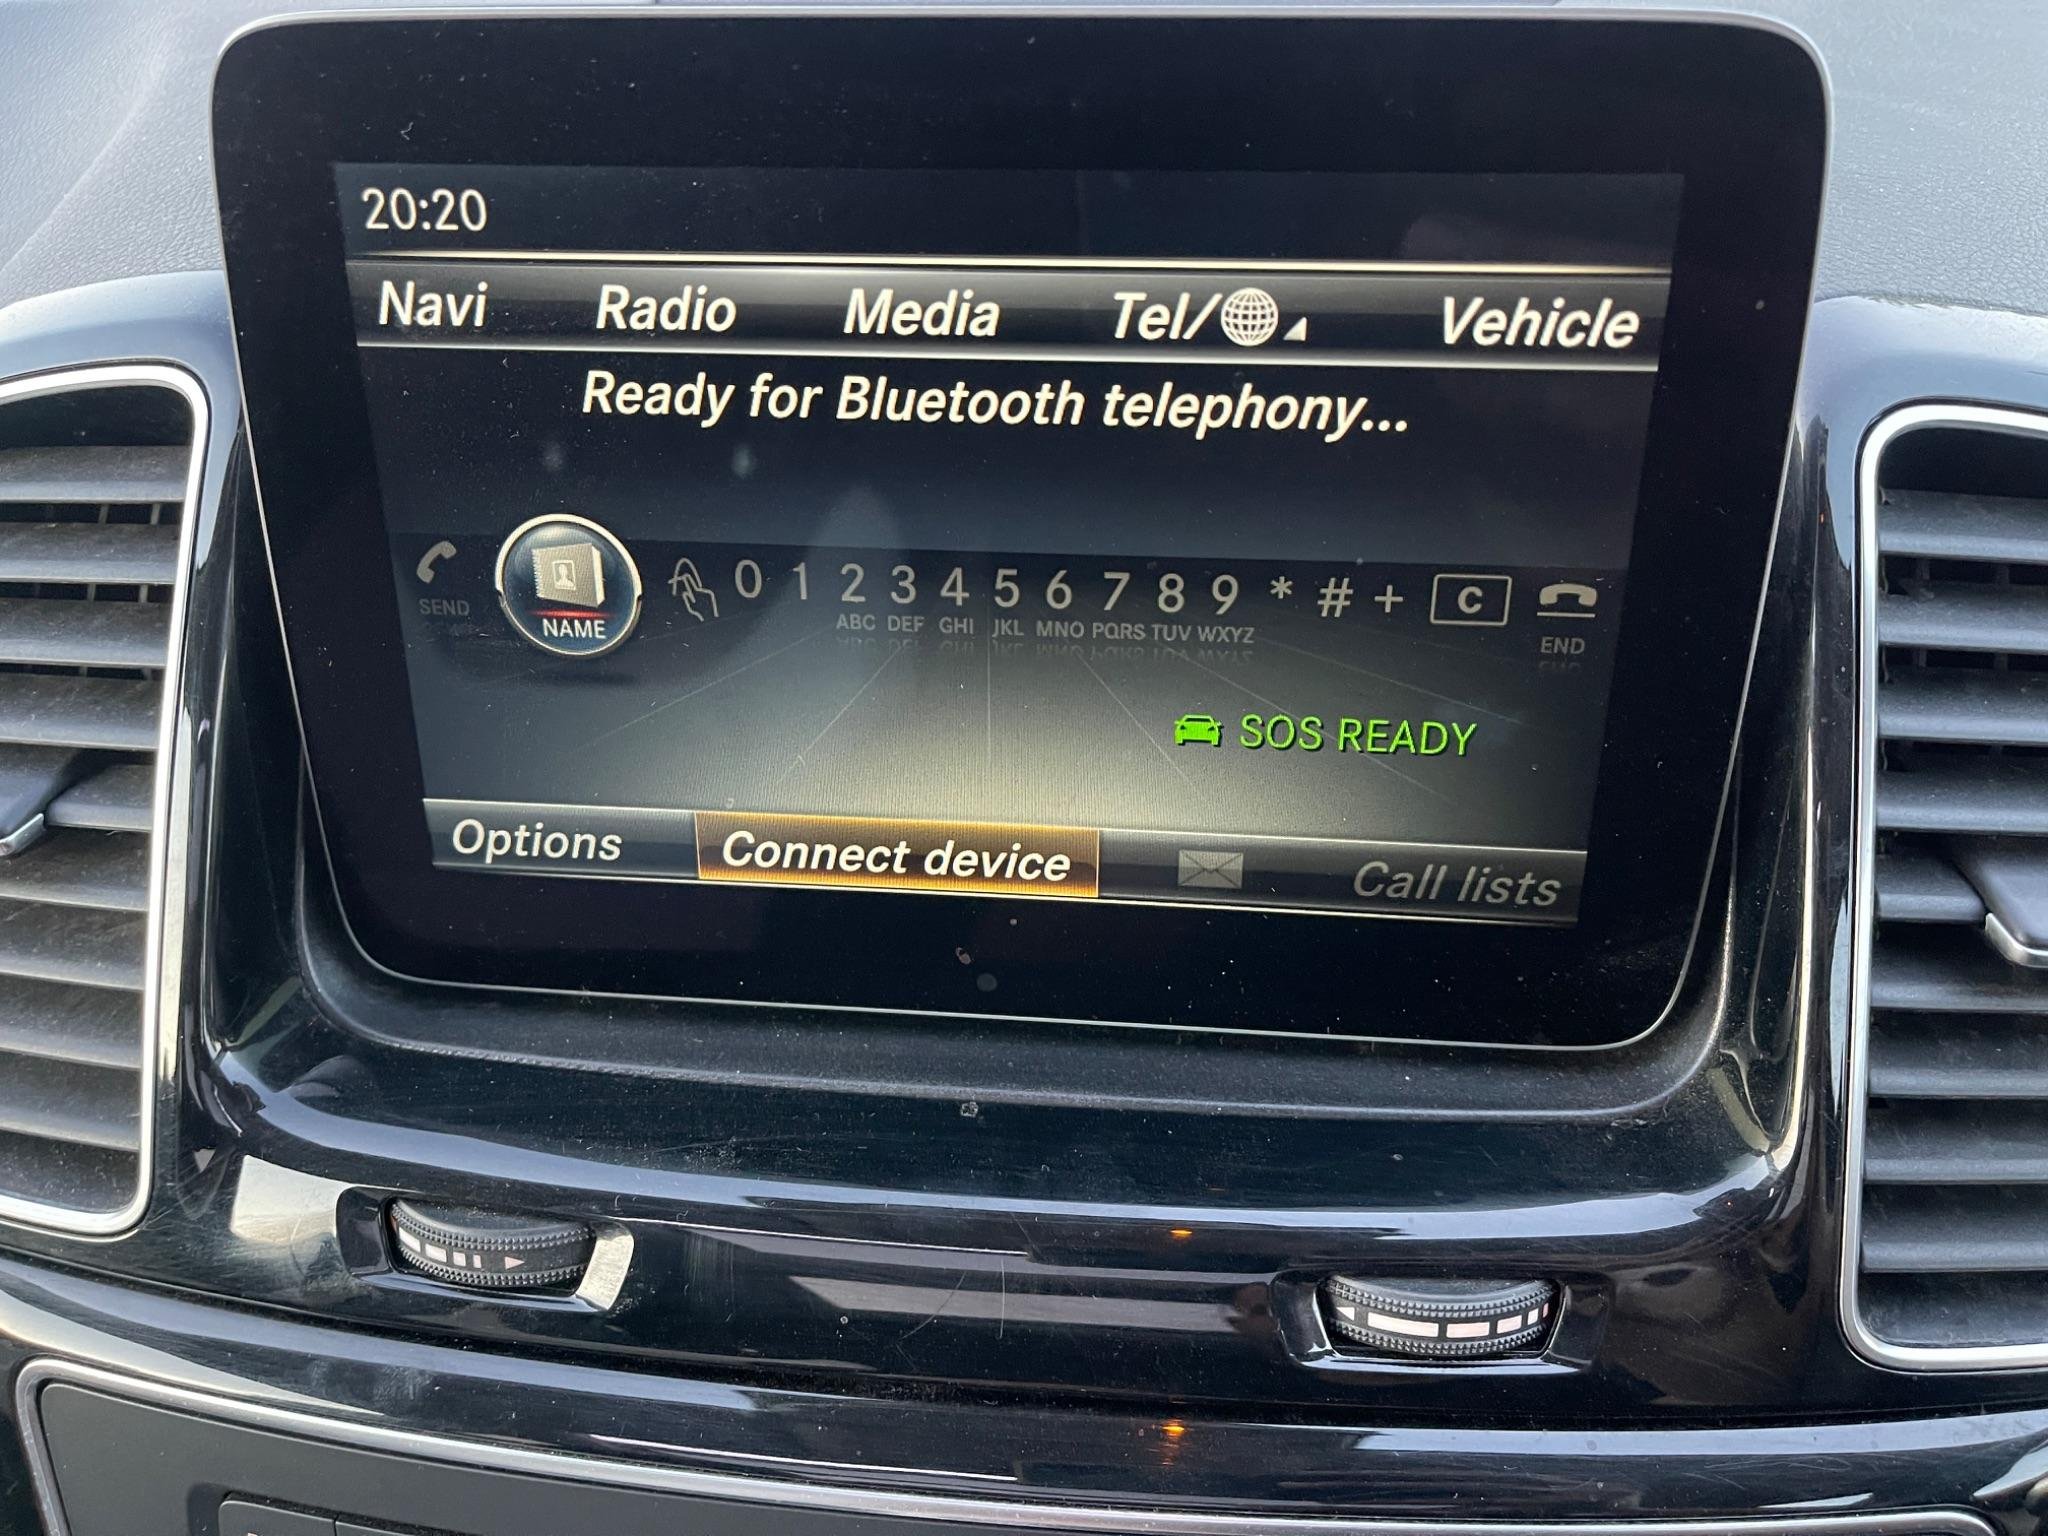 20:20
Navi Radio Media Tel/ Vehicle
Ready for Bluetooth telephony...
0 1 2 3 4 5 6 7 8 9 * # + C
ABC DEF GHI JKL MNO PQRS TUV WXYZ
SEND NAME END
SOS READY
Options Connect device Call lists